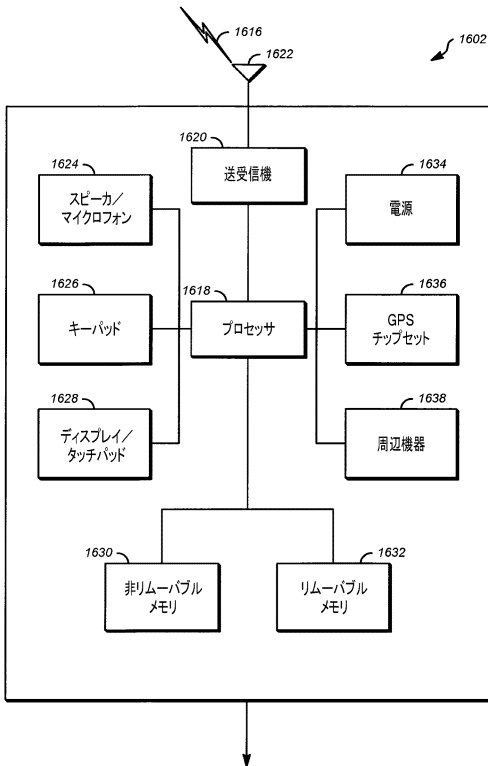 1616
1622
1602
1620
送受信機
1624
スピーカ/
マイクロフォン
1634
電源
1626
キーパッド
1618
プロセッサ
1636
GPS
チップセット
1628
ディスプレイ/
タッチパッド
1638
周辺機器
1630
非リムーバブル
メモリ
1632
リムーバブル
メモリ